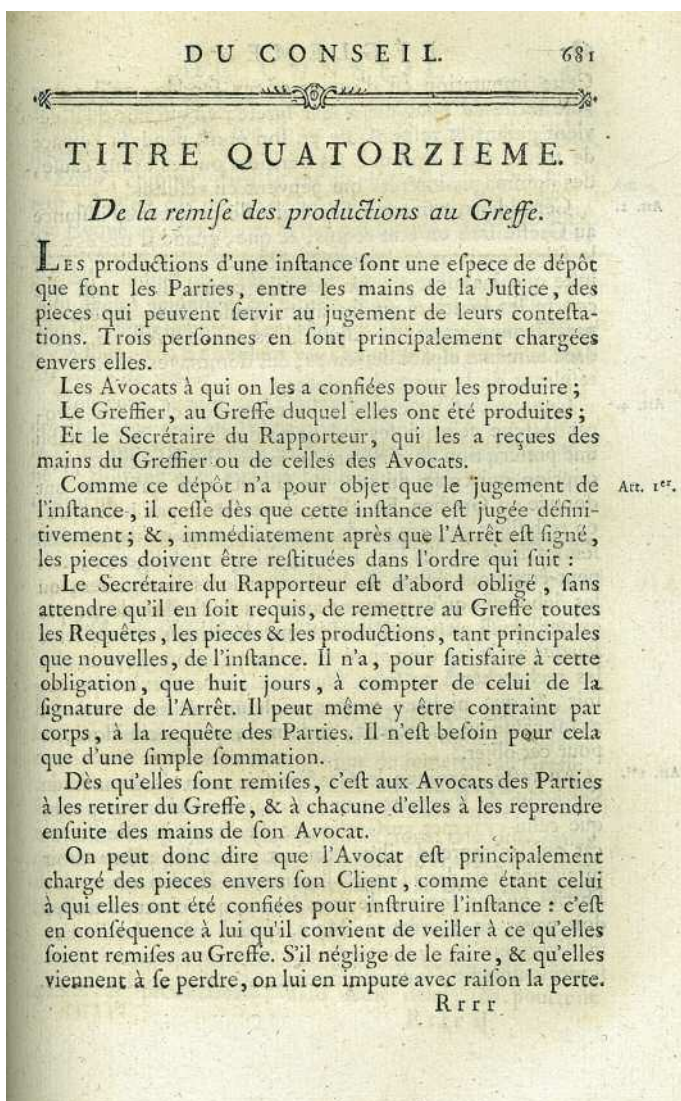 DU CONSEIL. 681
TITRE QUATORZIEME.
De la remiſe des productions au Greffe.
LES productions d'une inſtance ſont une eſpece de dépôt
que font les Parties, entre les mains de la Juſtice, des
pieces qui peuvent ſervir au jugement de leurs conteſta-
tions. Trois perſonnes en ſont principalement chargées
envers elles.
Les Avocats à qui on les a confiées pour les produire ;
Le Greffier, au Greffe duquel elles ont été produites ;
Et le Secrétaire du Rapporteur, qui les a reçues des
mains du Greffier ou de celles des Avocats.
Comme ce dépôt n'a pour objet que le jugement de Art. 1er.
l'inſtance, il ceſſe dès que cette inſtance eſt jugée défini-
tivement ; &, immédiatement après que l'Arrêt eſt ſigné,
les pieces doivent être reſtituées dans l'ordre qui ſuit :
Le Secrétaire du Rapporteur eſt d'abord obligé, ſans
attendre qu'il en ſoit requis, de remettre au Greffe toutes
les Requêtes, les pieces & les productions, tant principales
que nouvelles, de l'inſtance. Il n'a, pour ſatisfaire à cette
obligation, que huit jours, à compter de celui de la
ſignature de l'Arrêt. Il peut même y être contraint par
corps, à la requête des Parties. Il n'eſt beſoin pour cela
que d'une ſimple ſommation.
Dès qu'elles ſont remiſes, c'eſt aux Avocats des Parties
à les retirer du Greffe, & à chacune d'elles à les reprendre
enſuite des mains de ſon Avocat.
On peut donc dire que l'Avocat eſt principalement
chargé des pieces envers ſon Client, comme étant celui
à qui elles ont été confiées pour inſtruire l'inſtance : c'eſt
en conſéquence à lui qu'il convient de veiller à ce qu'elles
ſoient remiſes au Greffe. S'il néglige de le faire, & qu'elles
viennent à ſe perdre, on lui en impute avec raiſon la perte.
Rrrr